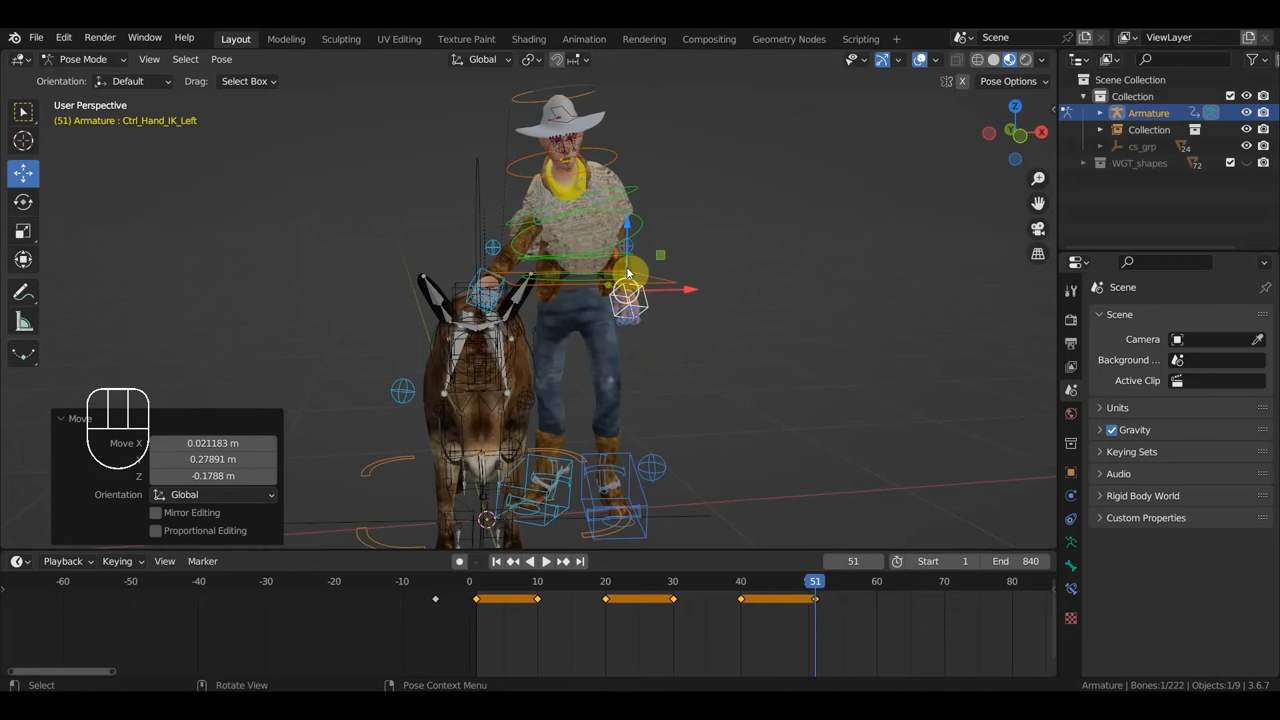 File Edit Render Window Help Layout Modeling Sculpting UV Editing Texture Paint Shading Animation Rendering Compositing Geometry Nodes Scripting + Scene ViewLayer
Pose Mode View Select Pose Global
Orientation: Default Drag: Select Box X Pose Options
Scene Collection
Collection
Armature
Collection
cs_grp 24
WGT_shapes 72
User Perspective
(51) Armature : Ctrl_Hand_IK_Left
Z
X
Y
Scene
Scene
Camera
Background ...
Active Clip
Units
Gravity
Keying Sets
Audio
Rigid Body World
Custom Properties
Move
Move X 0.021183 m
0.27891 m
Z -0.1788 m
Orientation Global
Mirror Editing
Proportional Editing
Playback Keying View Marker 51 Start 1 End 840
-60 -50 -40 -30 -20 -10 0 10 20 30 40 51 60 70 80
Select Rotate View Pose Context Menu Armature | Bones:1/222 | Objects:1/9 | 3.6.7